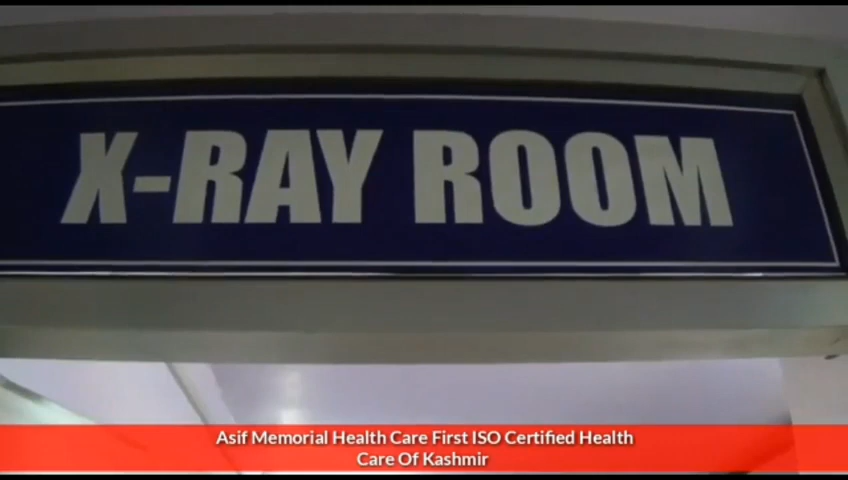 X-RAY ROOM
Asif Memorial Health Care First ISO Certified Health
Care Of Kashmir